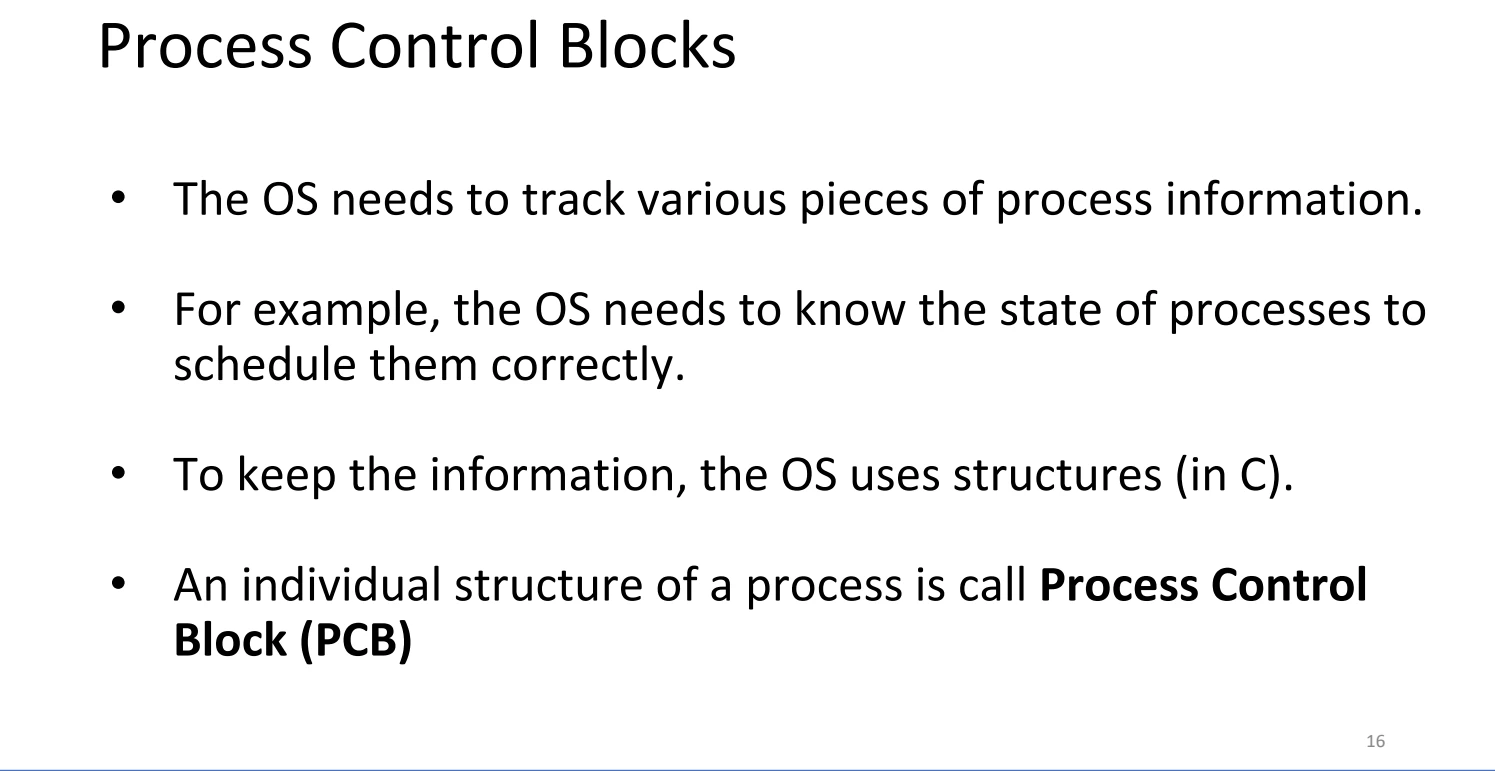 Process Control Blocks
• The OS needs to track various pieces of process information.
• For example, the OS needs to know the state of processes to
schedule them correctly.
• To keep the information, the OS uses structures (in C).
• An individual structure of a process is call Process Control
Block (PCB)
16